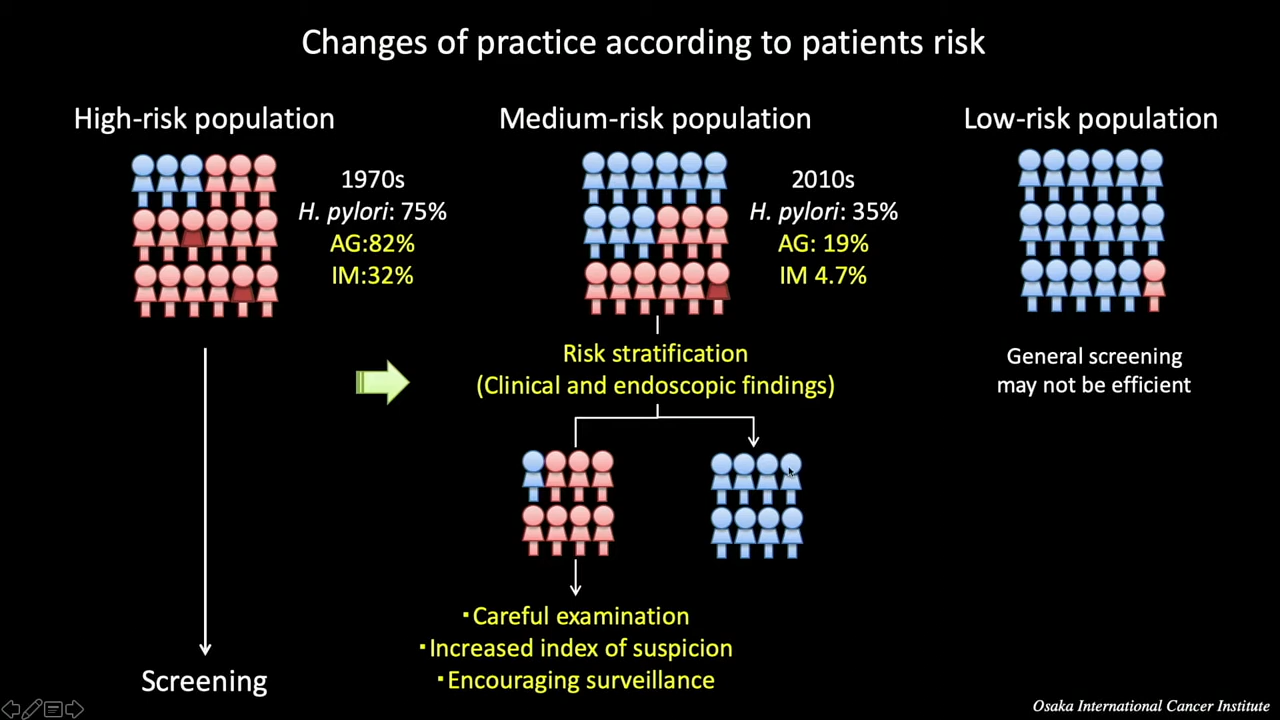 Changes of practice according to patients risk
High-risk population
1970s
H. pylori: 75%
AG:82%
IM:32%
Screening
Medium-risk population
2010s
H. pylori: 35%
AG: 19%
IM 4.7%
Risk stratification
(Clinical and endoscopic findings)
・Careful examination
・Increased index of suspicion
・Encouraging surveillance
Low-risk population
General screening
may not be efficient
Osaka International Cancer Institute